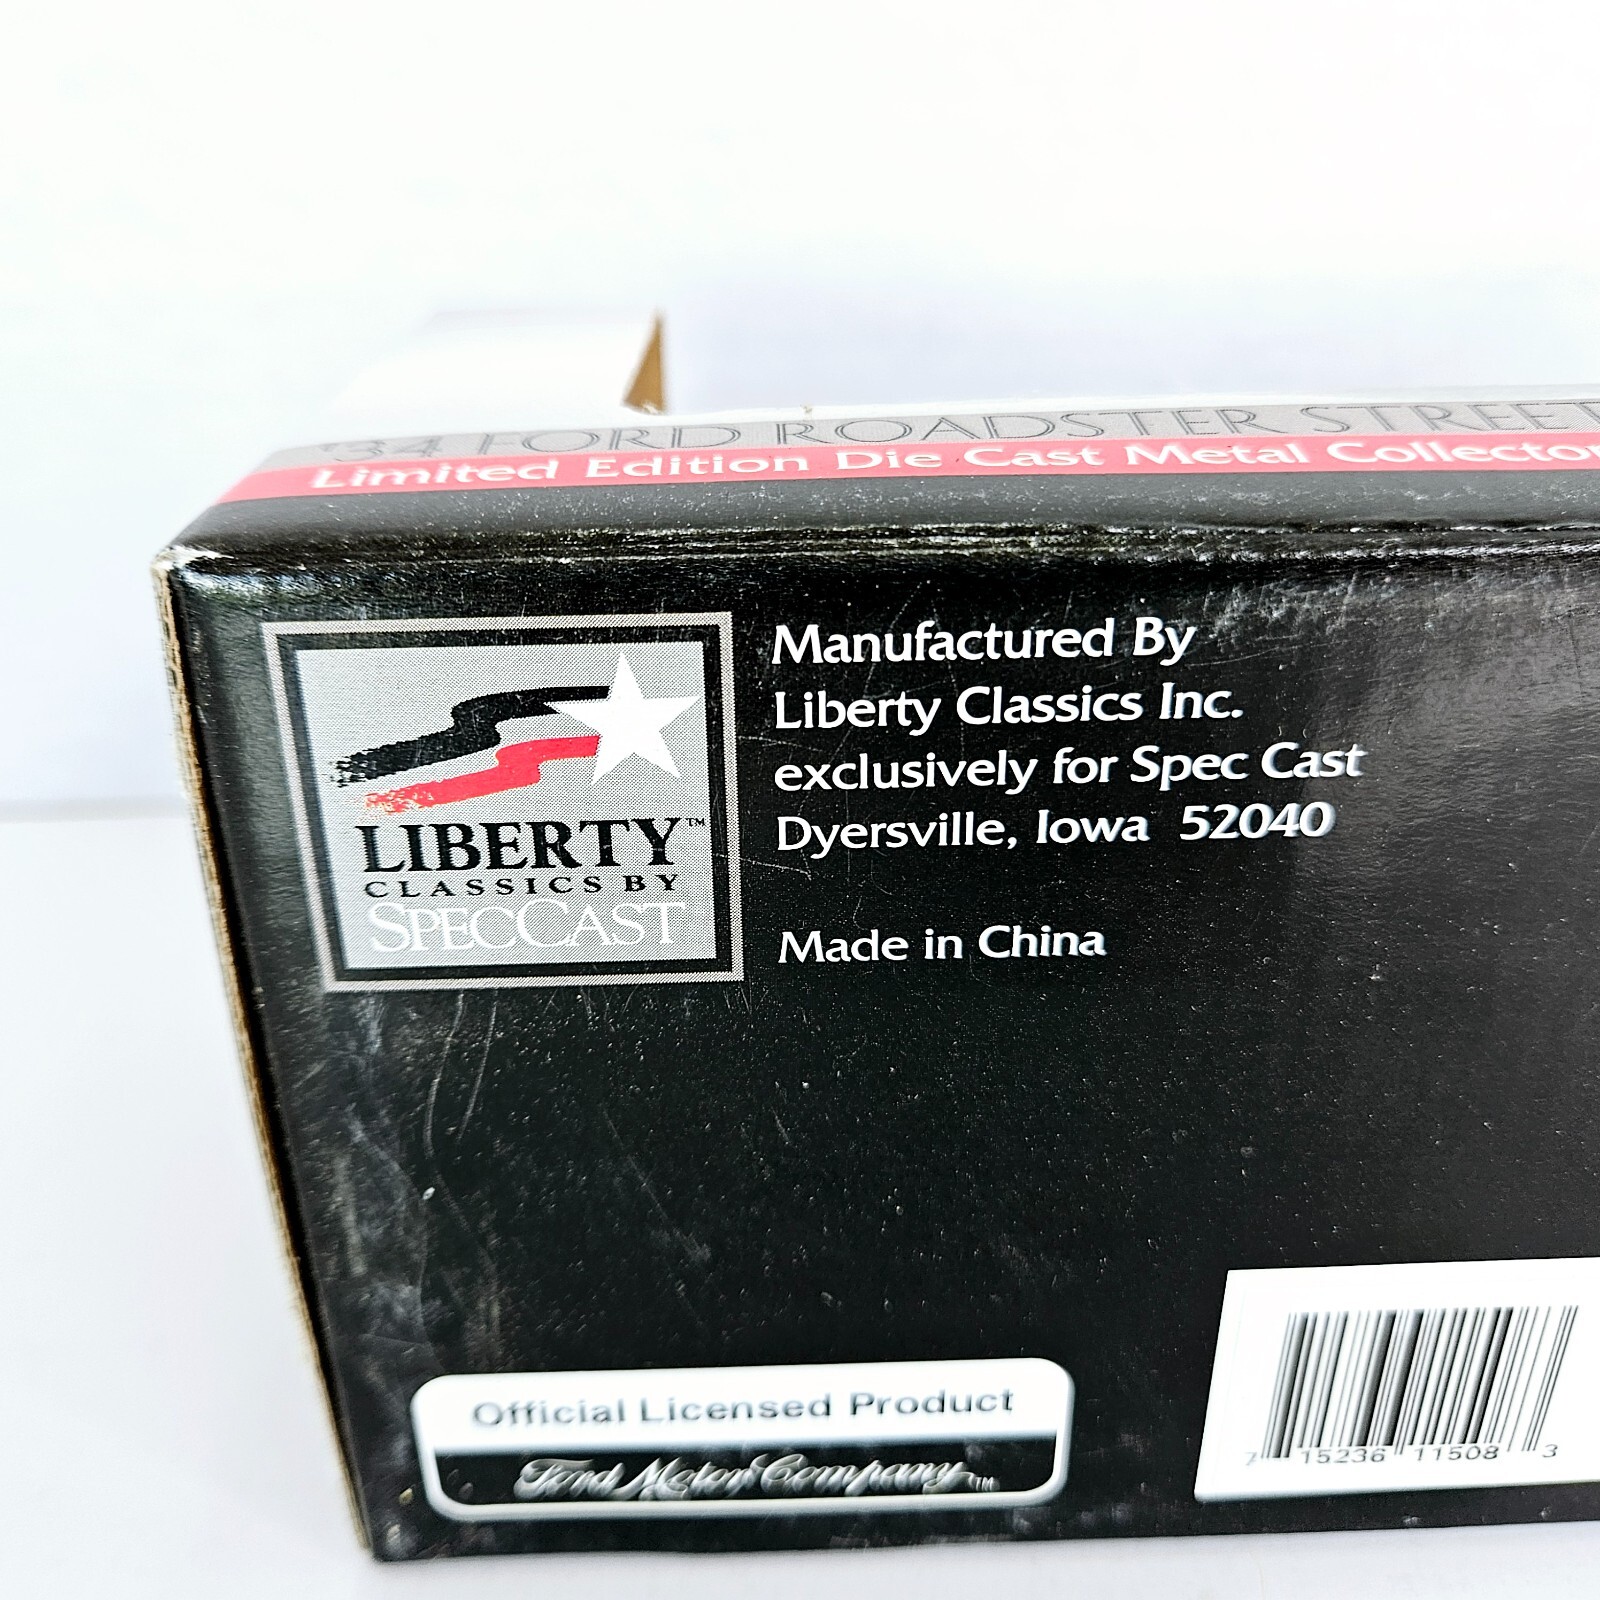 '34 FORD ROADSTER STREET
Limited Edition Die Cast Metal Collector
LIBERTY™
CLASSICS BY
SPECCAST
Manufactured By
Liberty Classics Inc.
exclusively for Spec Cast
Dyersville, Iowa 52040
Made in China
Official Licensed Product
Ford Motor Company™
7 15236 11508 3